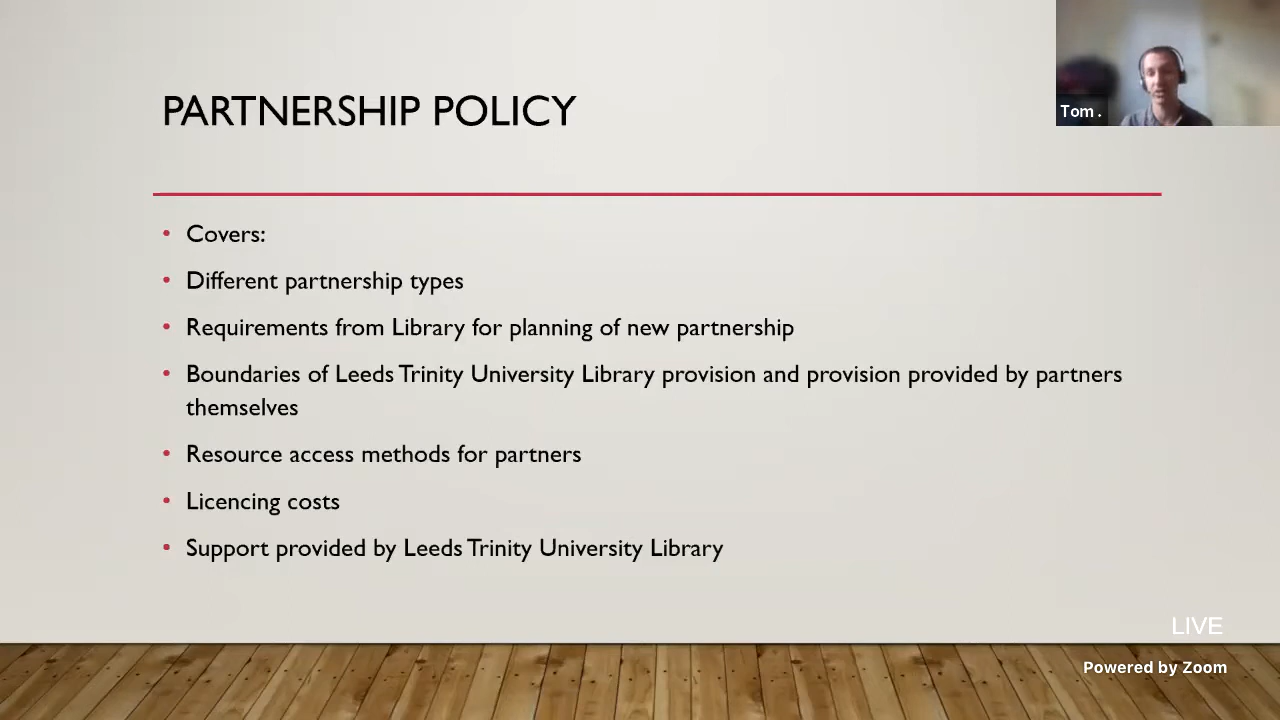 PARTNERSHIP POLICY
Tom .
• Covers:
• Different partnership types
• Requirements from Library for planning of new partnership
• Boundaries of Leeds Trinity University Library provision and provision provided by partners
themselves
• Resource access methods for partners
• Licencing costs
• Support provided by Leeds Trinity University Library
LIVE
Powered by Zoom